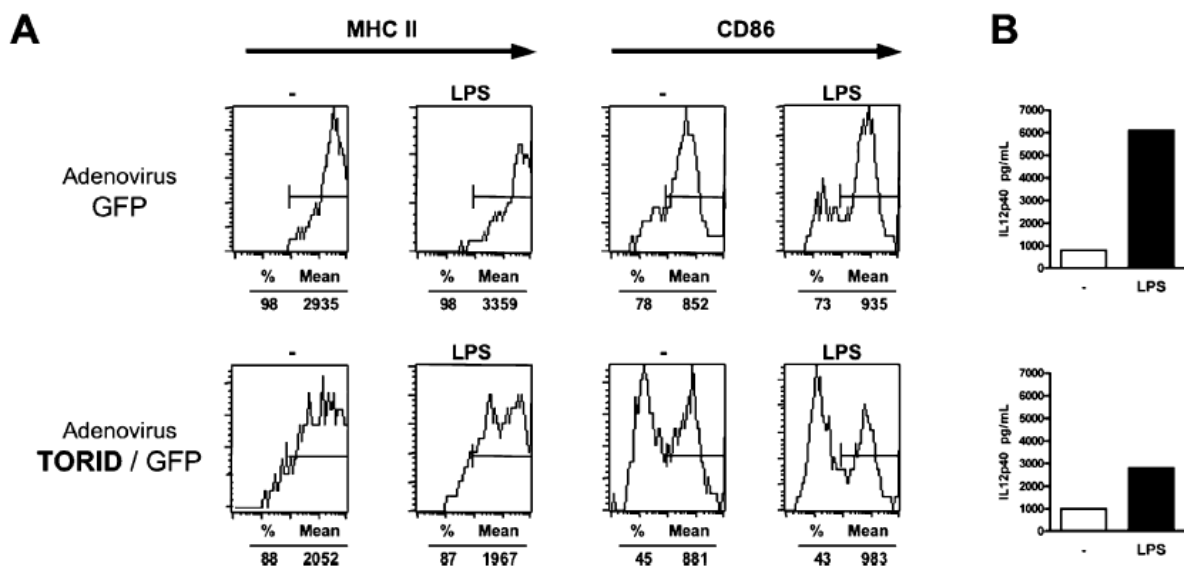 A
MHC II
CD86
B
- LPS - LPS
Adenovirus
GFP
% Mean % Mean % Mean % Mean
98 2935 98 3359 78 852 73 935
IL12p40 pg/mL
7000
6000
5000
4000
3000
2000
1000
0
- LPS
- LPS - LPS
Adenovirus
TORID / GFP
% Mean % Mean % Mean % Mean
88 2052 87 1967 45 881 43 983
IL12p40 pg/mL
7000
6000
5000
4000
3000
2000
1000
0
- LPS